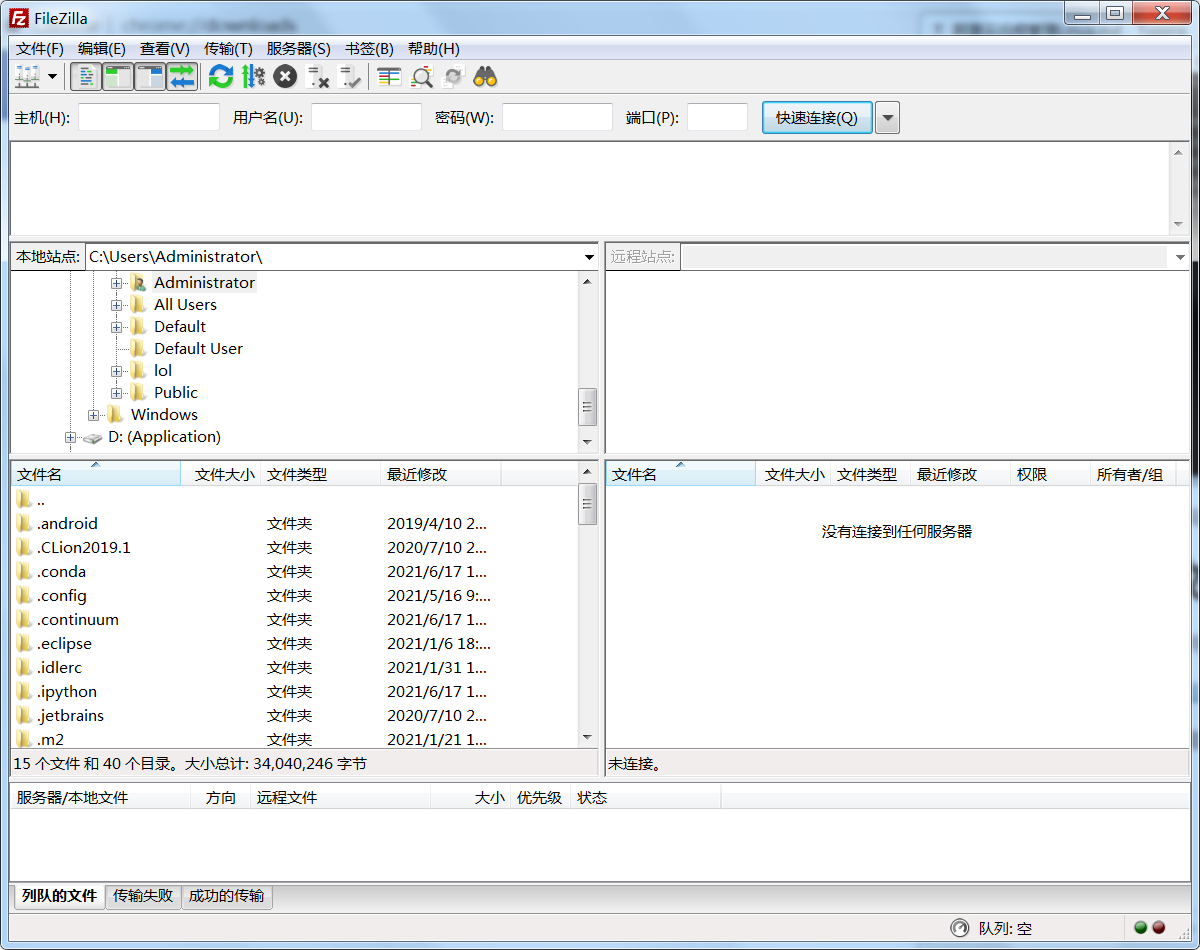 FileZilla
文件(F) 编辑(E) 查看(V) 传输(T) 服务器(S) 书签(B) 帮助(H)
主机(H): 用户名(U): 密码(W): 端口(P): 快速连接(Q)
本地站点: C:\Users\Administrator\
远程站点:
Administrator
All Users
Default
Default User
lol
Public
Windows
D: (Application)
文件名 文件大小 文件类型 最近修改
..
.android 文件夹 2019/4/10 2...
.CLion2019.1 文件夹 2020/7/10 2...
.conda 文件夹 2021/6/17 1...
.config 文件夹 2021/5/16 9:...
.continuum 文件夹 2021/6/17 1...
.eclipse 文件夹 2021/1/6 18:...
.idlerc 文件夹 2021/1/31 1...
.ipython 文件夹 2021/6/17 1...
.jetbrains 文件夹 2020/7/10 2...
.m2 文件夹 2021/1/21 1...
15 个文件 和 40 个目录。大小总计: 34,040,246 字节
文件名 文件大小 文件类型 最近修改 权限 所有者/组
没有连接到任何服务器
未连接。
服务器/本地文件 方向 远程文件 大小 优先级 状态
列队的文件 传输失败 成功的传输
队列: 空